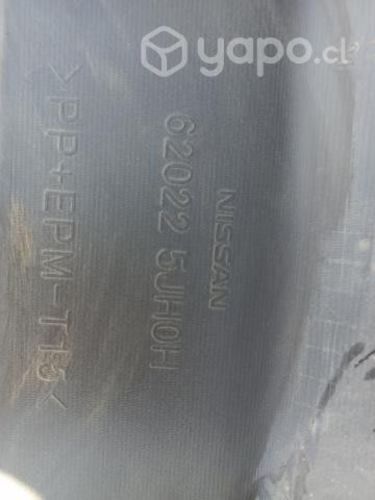 yapo.cl
NISSAN
62022 5JH0H
>PP+EPM-T15<